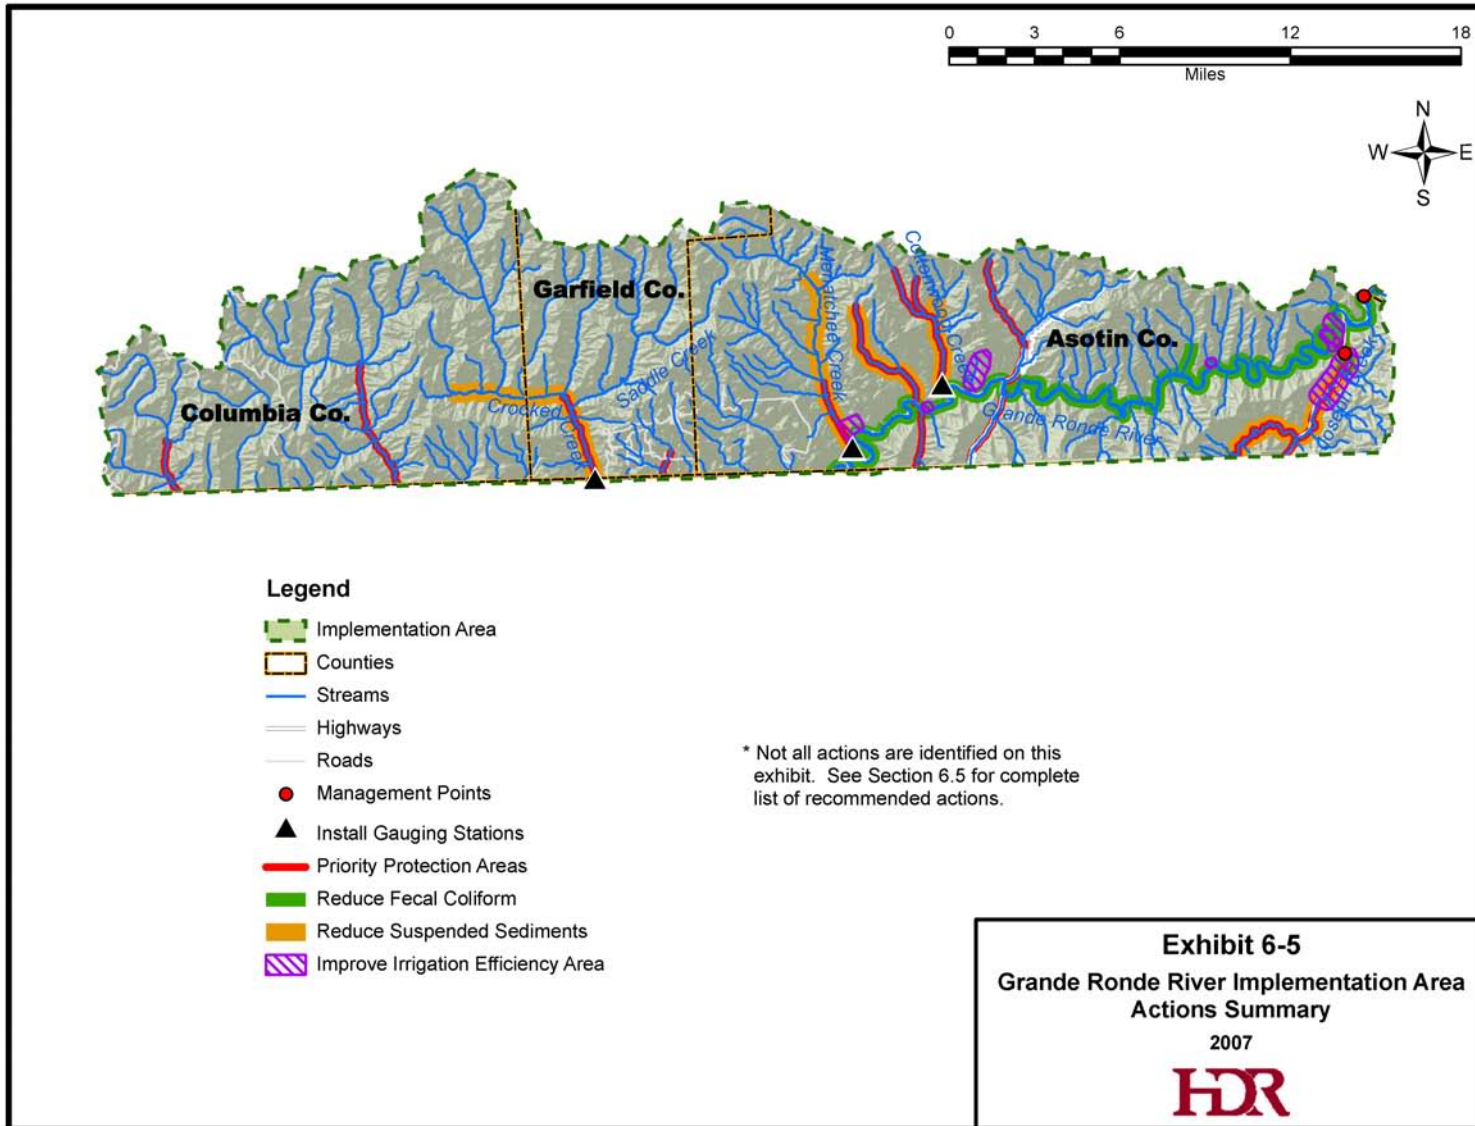 0 3 6 12 18
Miles
N
W E
S
Garfield Co.
Menatchee Creek
Cottonwood Creek
Asotin Co.
Saddle Creek
Columbia Co.
Crooked Creek
Grande Ronde River
Joseph Creek
Legend
Implementation Area
Counties
Streams
Highways
Roads
Management Points
Install Gauging Stations
Priority Protection Areas
Reduce Fecal Coliform
Reduce Suspended Sediments
Improve Irrigation Efficiency Area
* Not all actions are identified on this
exhibit. See Section 6.5 for complete
list of recommended actions.
Exhibit 6-5
Grande Ronde River Implementation Area
Actions Summary
2007
HDR